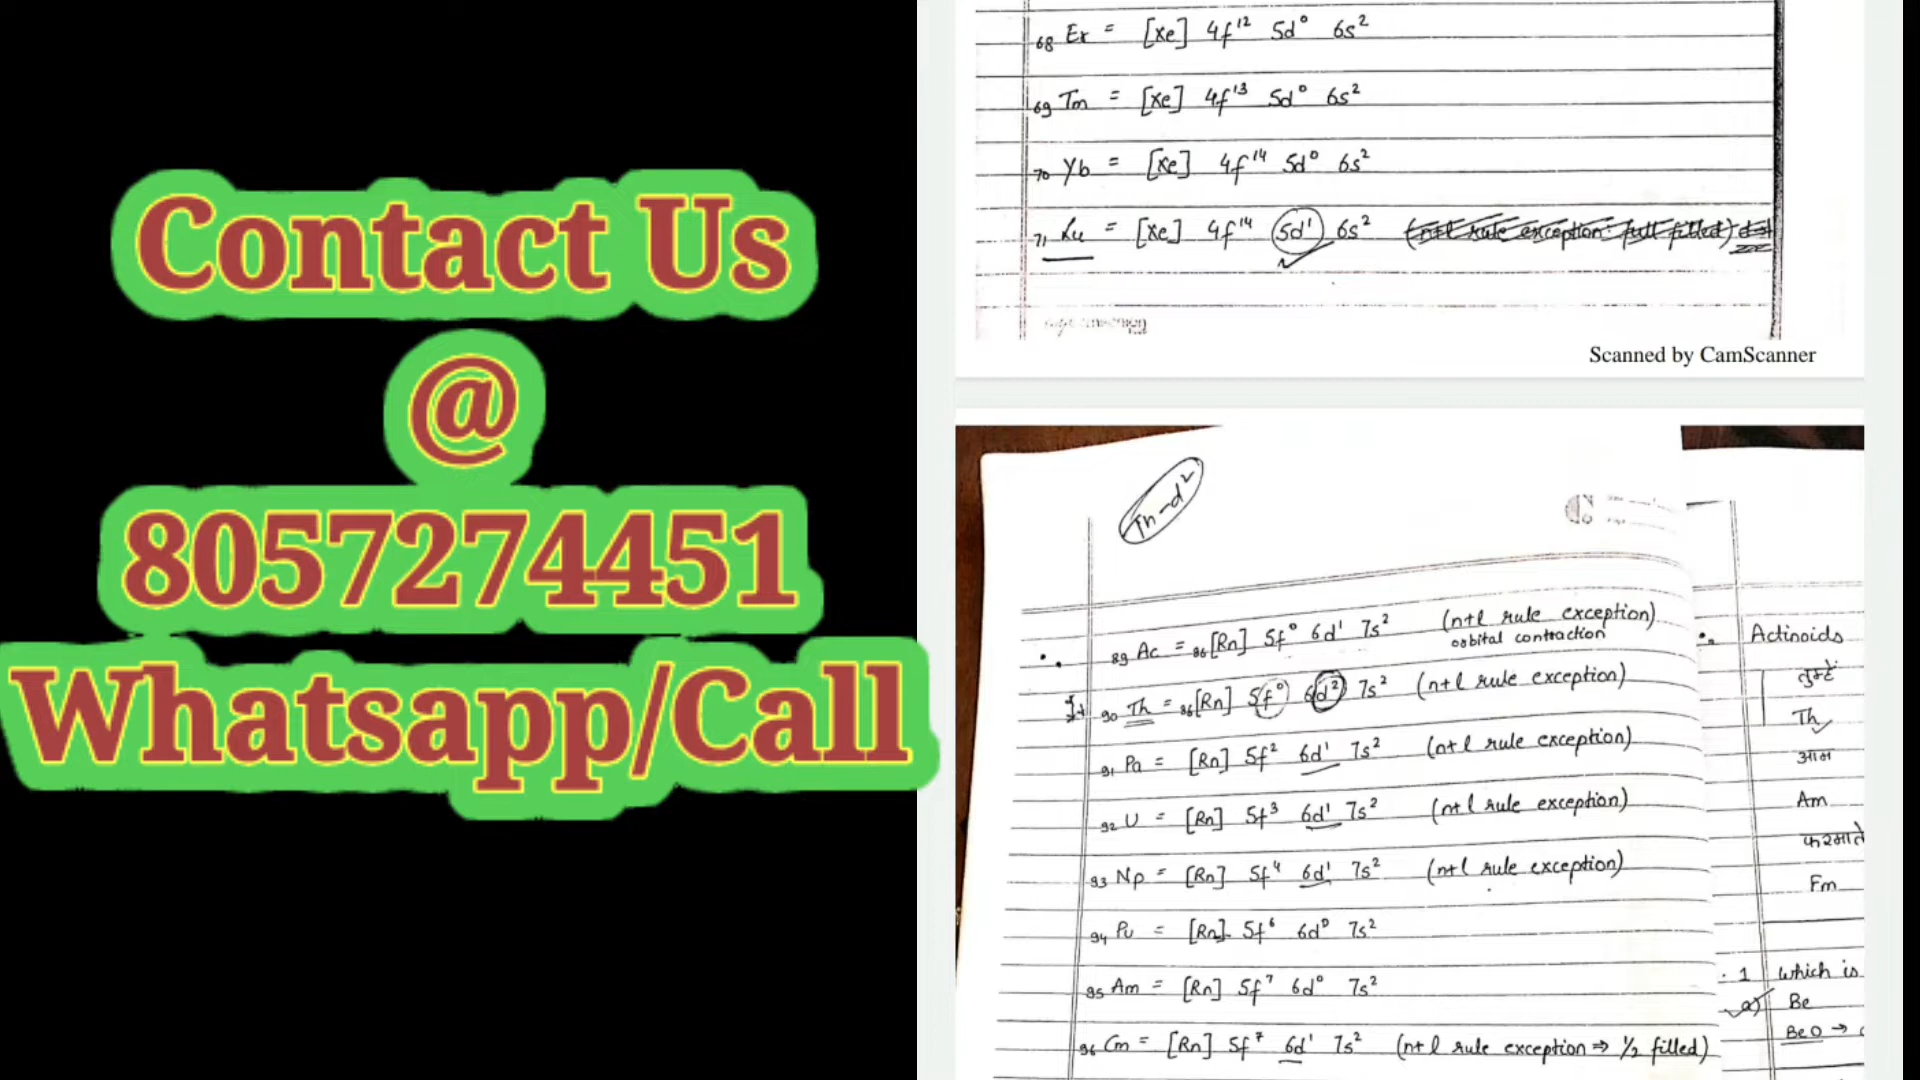 Contact Us
@
8057274451
Whatsapp/Call
68 Er = [Xe] 4f¹² 5d⁰ 6s²
69 Tm = [Xe] 4f¹³ 5d⁰ 6s²
70 Yb = [Xe] 4f¹⁴ 5d⁰ 6s²
71 Lu = [Xe] 4f¹⁴ 5d¹ 6s² (n+l rule exception: full filled)
Scanned by CamScanner
Th-d²
89 Ac = 86[Rn] 5f⁰ 6d¹ 7s² (n+l rule exception)
orbital contraction
90 Th = 86[Rn] 5f⁰ 6d² 7s² (n+l rule exception)
91 Pa = [Rn] 5f² 6d¹ 7s² (n+l rule exception)
92 U = [Rn] 5f³ 6d¹ 7s² (n+l rule exception)
93 Np = [Rn] 5f⁴ 6d¹ 7s² (n+l rule exception)
94 Pu = [Rn] 5f⁶ 6d⁰ 7s²
95 Am = [Rn] 5f⁷ 6d⁰ 7s²
96 Cm = [Rn] 5f⁷ 6d¹ 7s² (n+l rule exception ⇒ 1/2 filled)
Actinoids
Th
Am
Fm
1 which is
a) Be
BeO →